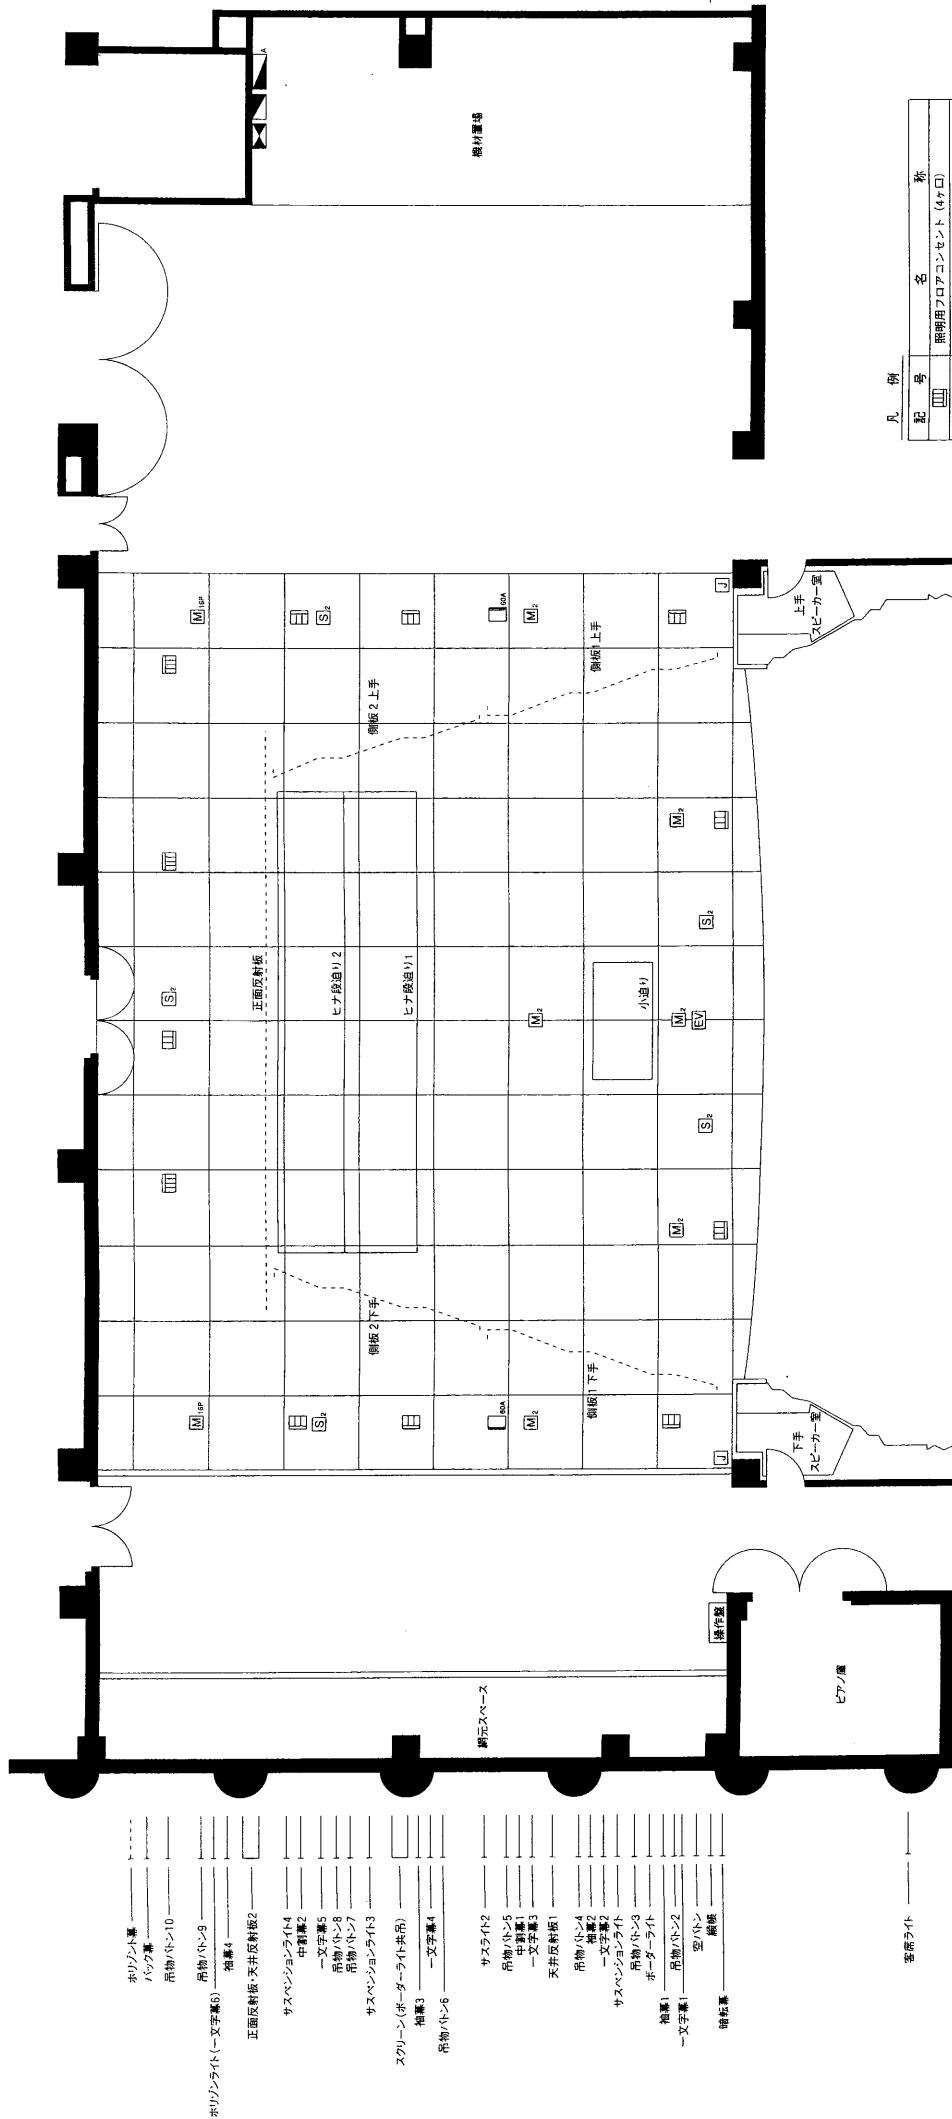 A
機材置場
凡例
記号
名称
照明用フロアコンセント(4ヶ口)
M 16P
S 2
60A
M 2
J
上手
スピーカー室
側板2 上手
側板1 上手
M 2
S 2
正面反射板
ヒナ段迫り2
ヒナ段迫り1
S 2
M 2
小迫り
M 2
EV
S 2
M 2
側板2 下手
側板1 下手
M 16P
S 2
60A
M 2
J
下手
スピーカー室
操作盤
綱元スペース
ピアノ庫
ホリゾント幕
バック幕
吊物バトン10
吊物バトン9
ホリゾンライト(一文字幕6)
袖幕4
正面反射板・天井反射板2
サスペンションライト4
中割幕2
一文字幕5
吊物バトン8
吊物バトン7
サスペンションライト3
スクリーン(ボーダーライト共吊)
袖幕3
一文字幕4
吊物バトン6
サスライト2
吊物バトン5
中割幕1
一文字幕3
天井反射板1
吊物バトン4
袖幕2
一文字幕2
サスペンションライト
吊物バトン3
ボーダーライト
袖幕1
吊物バトン2
一文字幕1
空バトン
緞帳
暗転幕
客席ライト